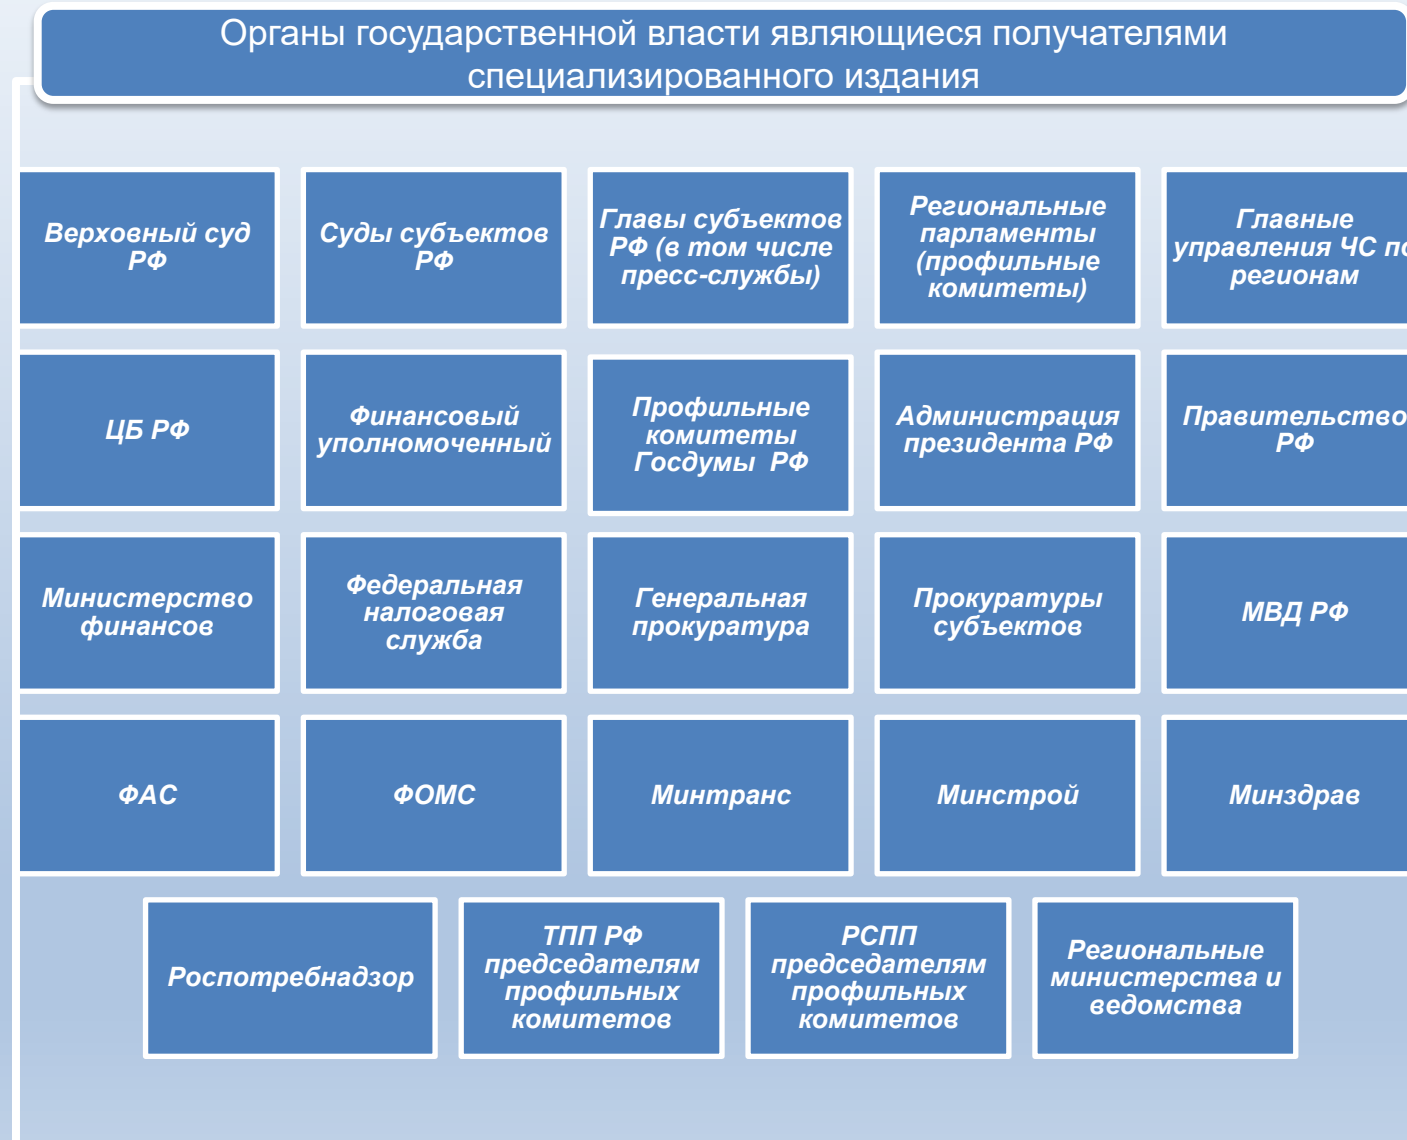 Органы государственной власти являющиеся получателями
специализированного издания
Верховный суд
РФ
Суды субъектов
РФ
Главы субъектов
РФ (в том числе
пресс-службы)
Региональные
парламенты
(профильные
комитеты)
Главные
управления ЧС по
регионам
ЦБ РФ
Финансовый
уполномоченный
Профильные
комитеты
Госдумы РФ
Администрация
президента РФ
Правительство
РФ
Министерство
финансов
Федеральная
налоговая
служба
Генеральная
прокуратура
Прокуратуры
субъектов
МВД РФ
ФАС
ФОМС
Минтранс
Минстрой
Минздрав
Роспотребнадзор
ТПП РФ
председателям
профильных
комитетов
РСПП
председателям
профильных
комитетов
Региональные
министерства и
ведомства